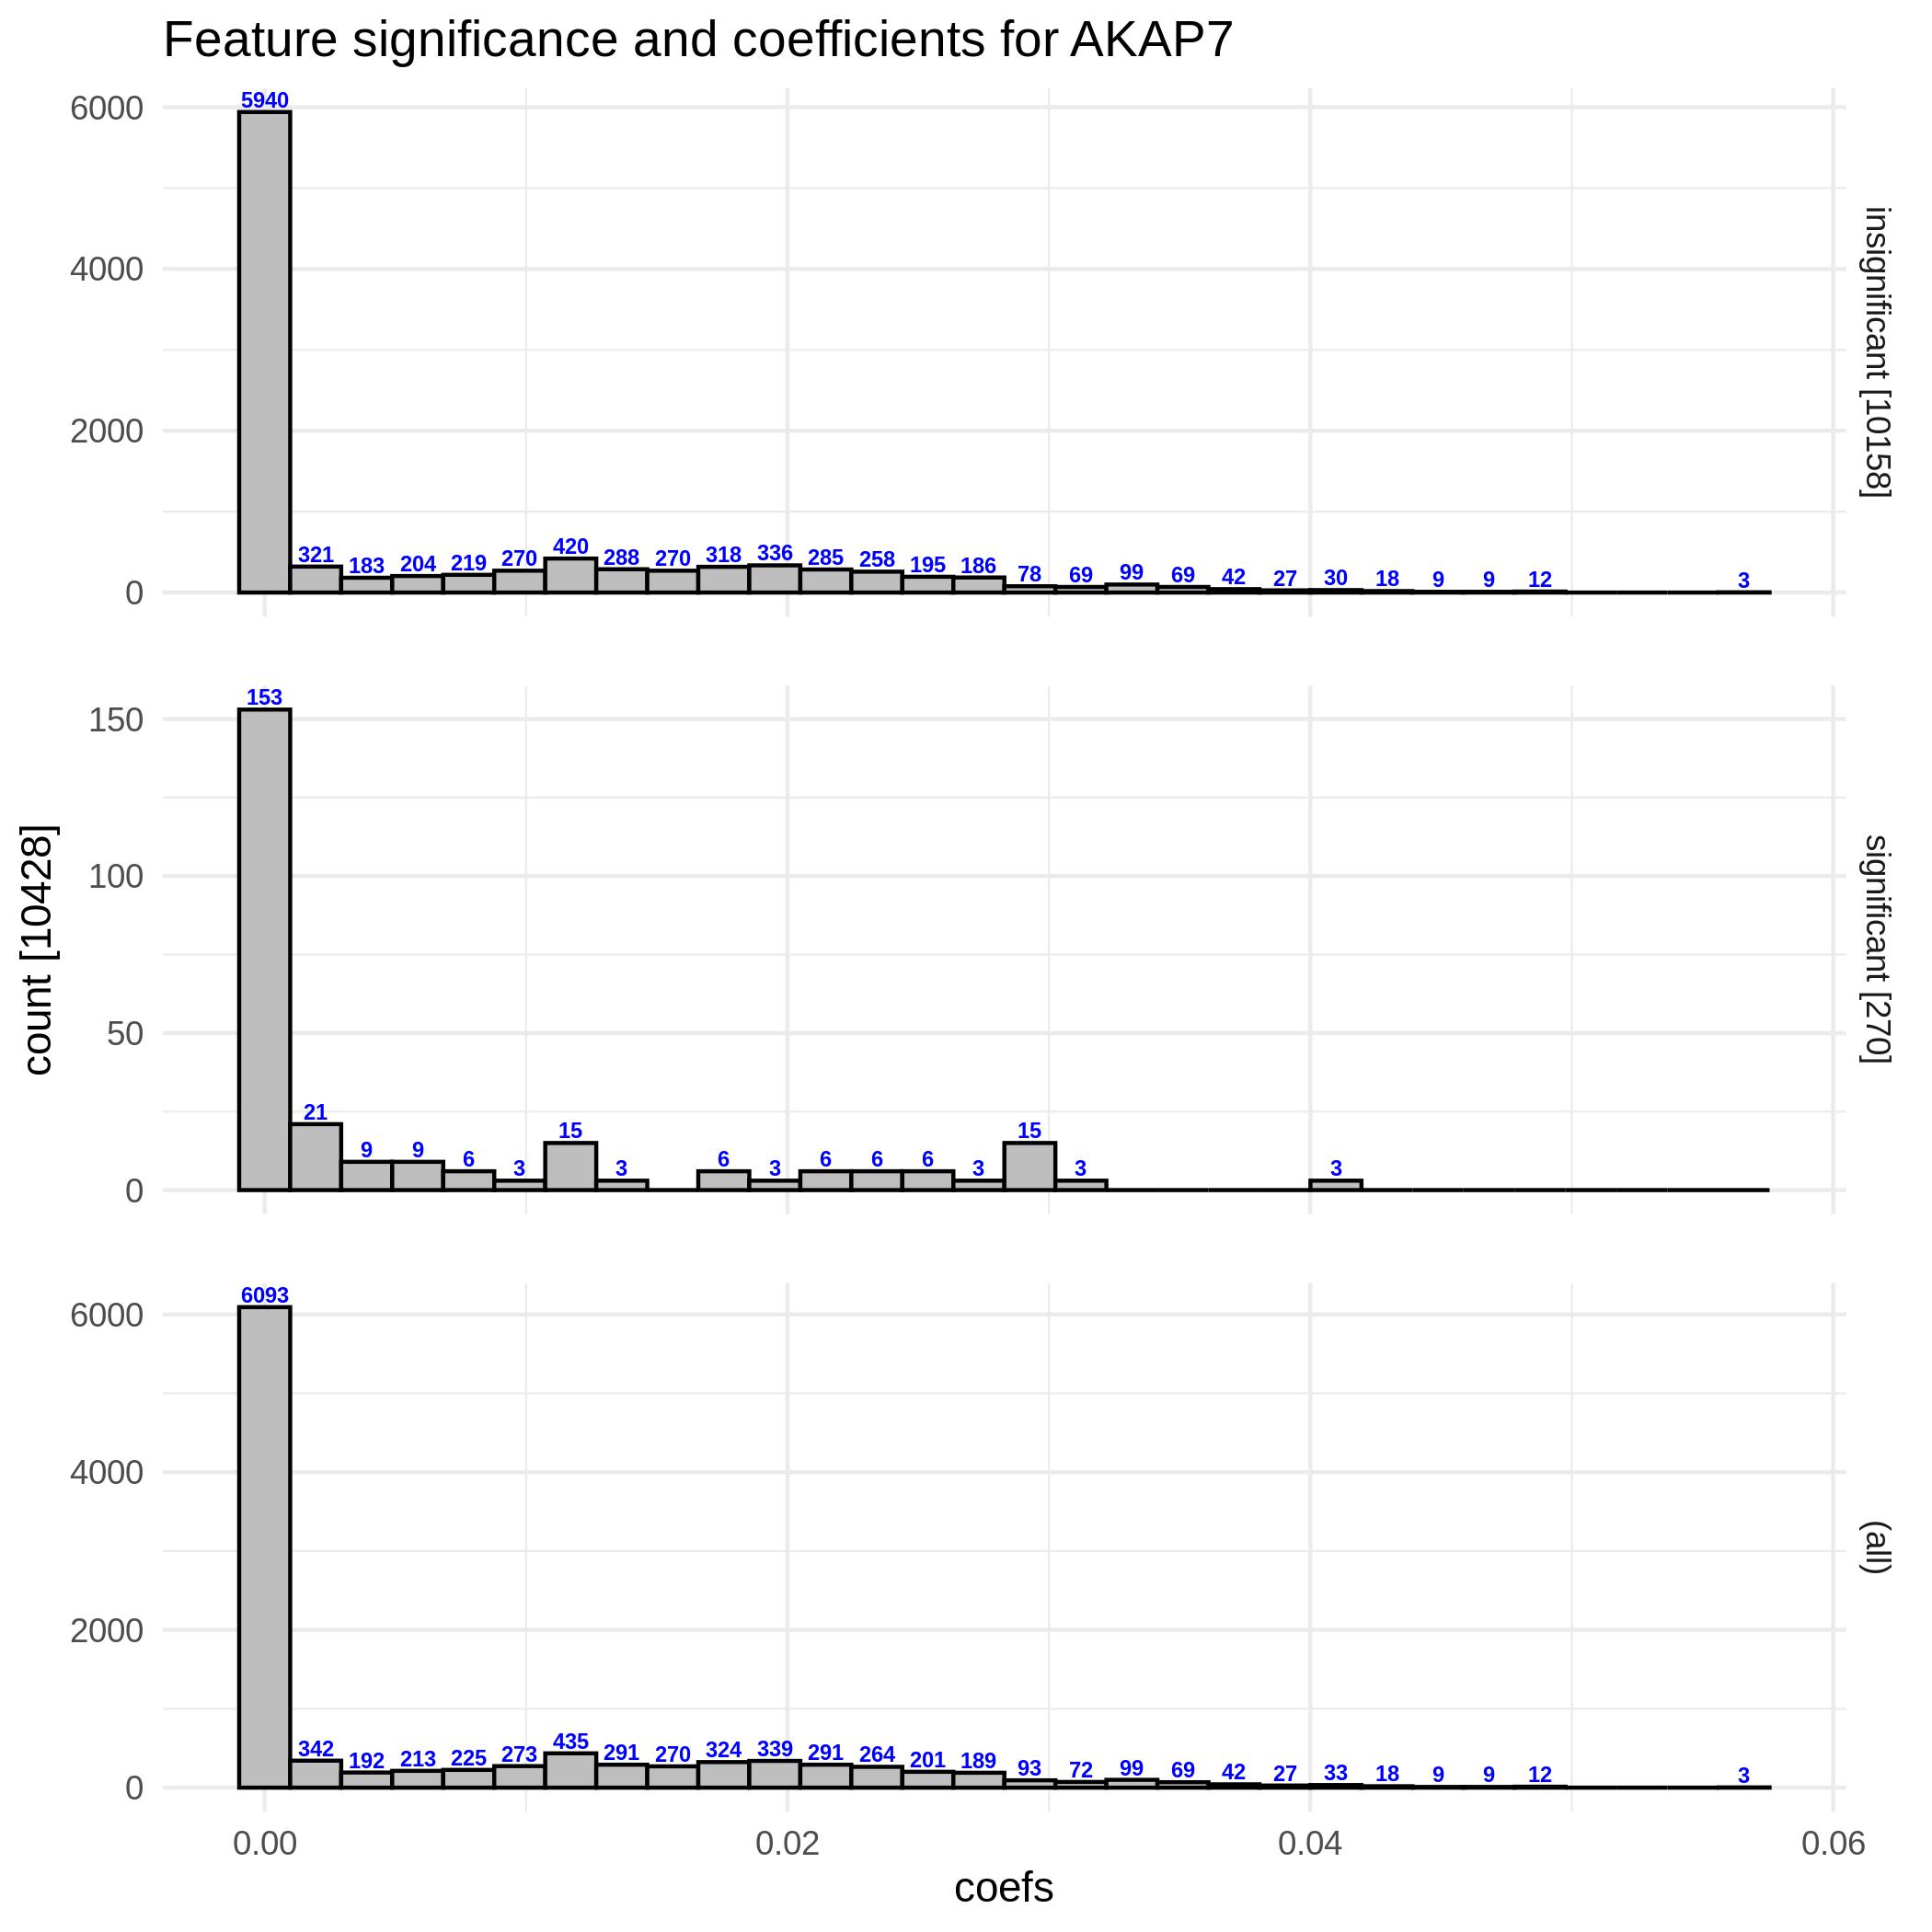 Feature significance and coefficients for AKAP7
6000
4000
2000
0
5940
321 183 204 219 270 420 288 270 318 336 285 258 195 186 78 69 99 69 42 27 30 18 9 9 12 3
insignificant [10158]
150
100
50
0
153
21 9 9 6 3 15 3 6 3 6 6 6 3 15 3 3
significant [270]
count [10428]
6000
4000
2000
0
6093
342 192 213 225 273 435 291 270 324 339 291 264 201 189 93 72 99 69 42 27 33 18 9 9 12 3
(all)
0.00 0.02 0.04 0.06
coefs